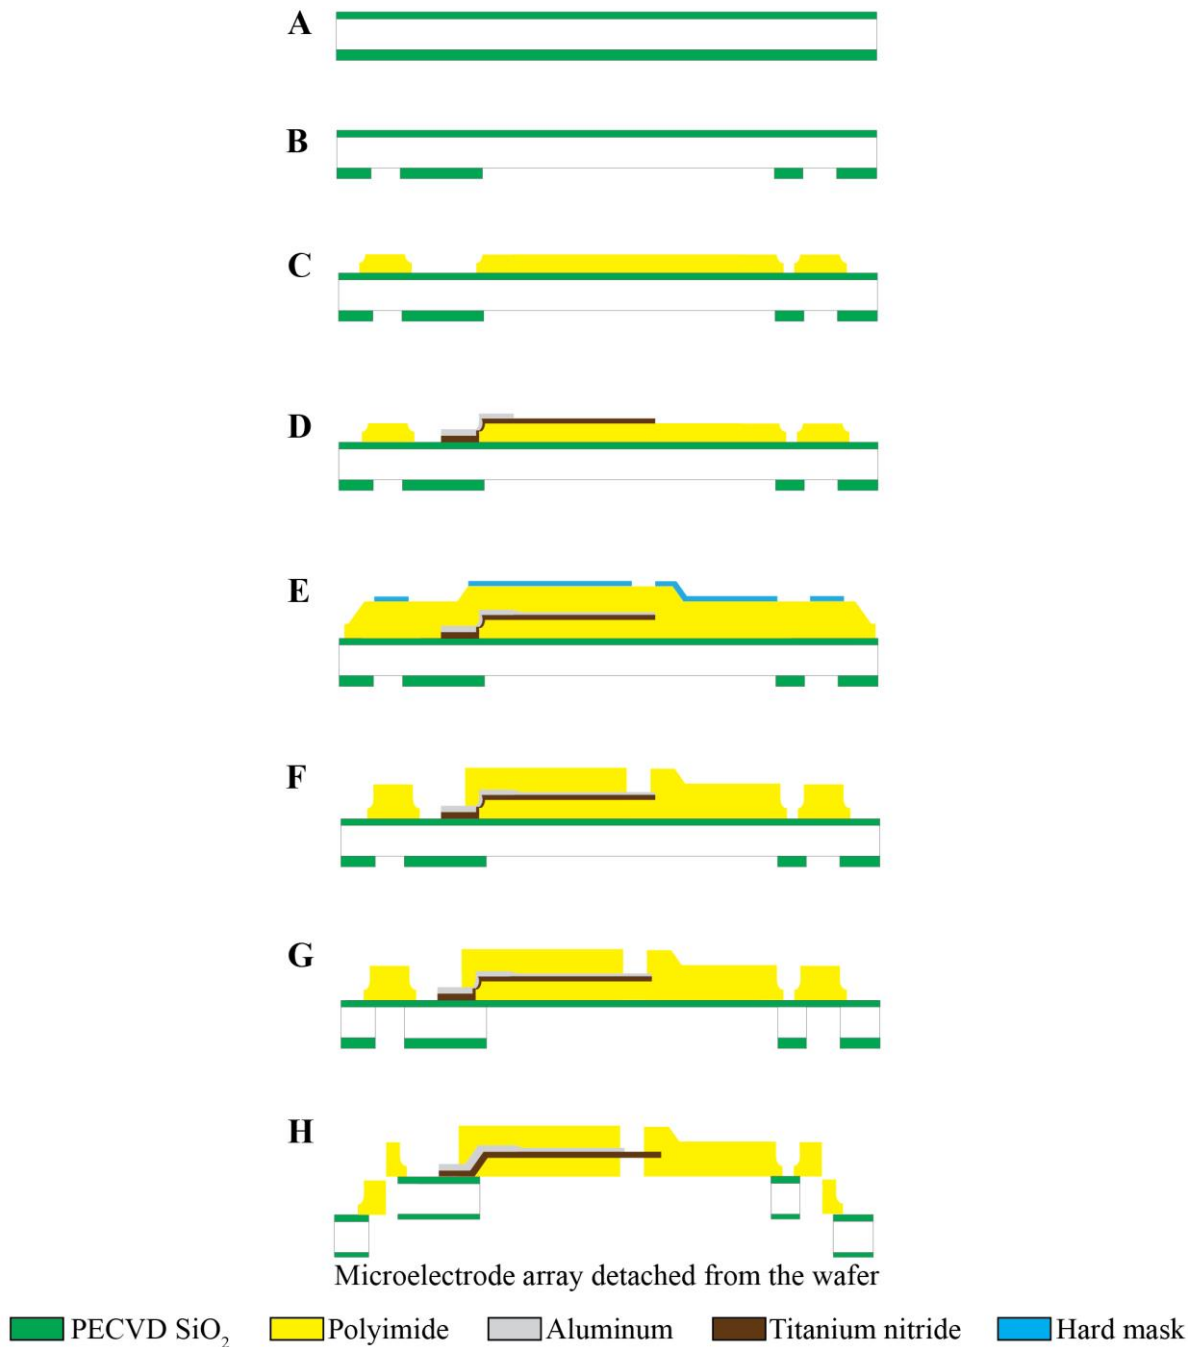 A
B
C
D
E
F
G
H
Microelectrode array detached from the wafer
PECVD SiO₂ Polyimide Aluminum Titanium nitride Hard mask